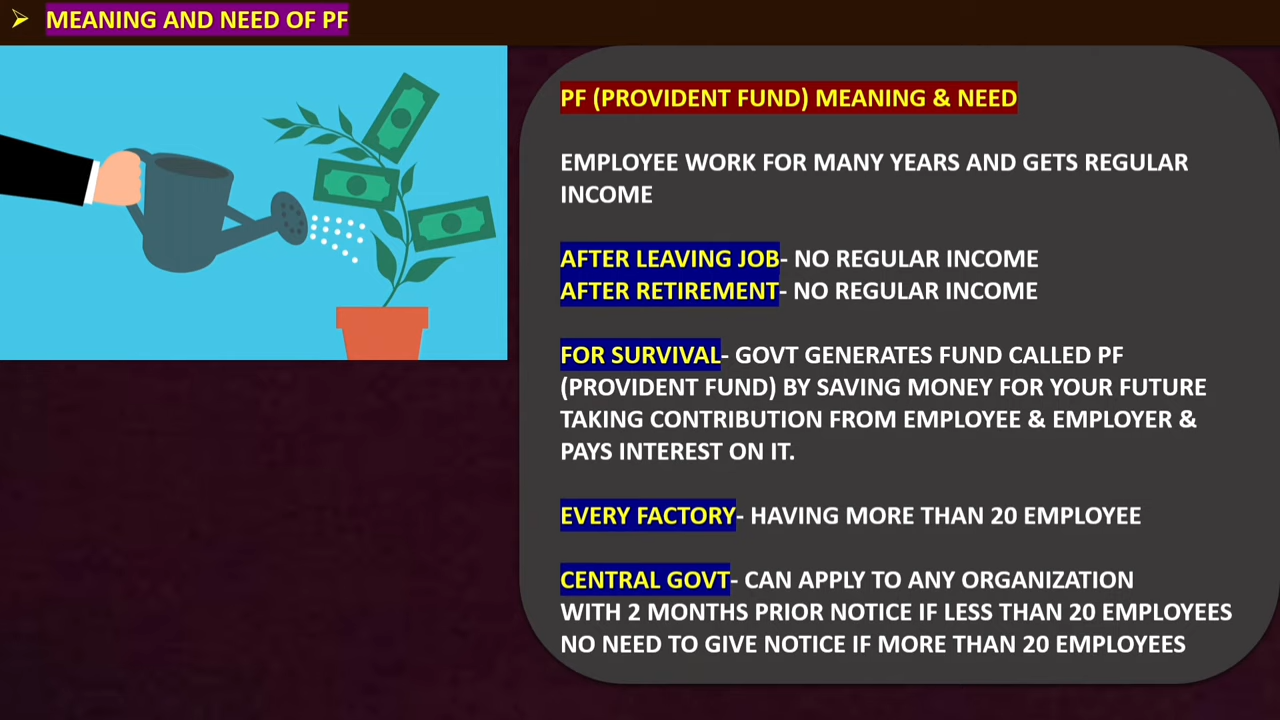 MEANING AND NEED OF PF
PF (PROVIDENT FUND) MEANING & NEED
EMPLOYEE WORK FOR MANY YEARS AND GETS REGULAR
INCOME
AFTER LEAVING JOB- NO REGULAR INCOME
AFTER RETIREMENT- NO REGULAR INCOME
FOR SURVIVAL- GOVT GENERATES FUND CALLED PF
(PROVIDENT FUND) BY SAVING MONEY FOR YOUR FUTURE
TAKING CONTRIBUTION FROM EMPLOYEE & EMPLOYER &
PAYS INTEREST ON IT.
EVERY FACTORY- HAVING MORE THAN 20 EMPLOYEE
CENTRAL GOVT- CAN APPLY TO ANY ORGANIZATION
WITH 2 MONTHS PRIOR NOTICE IF LESS THAN 20 EMPLOYEES
NO NEED TO GIVE NOTICE IF MORE THAN 20 EMPLOYEES